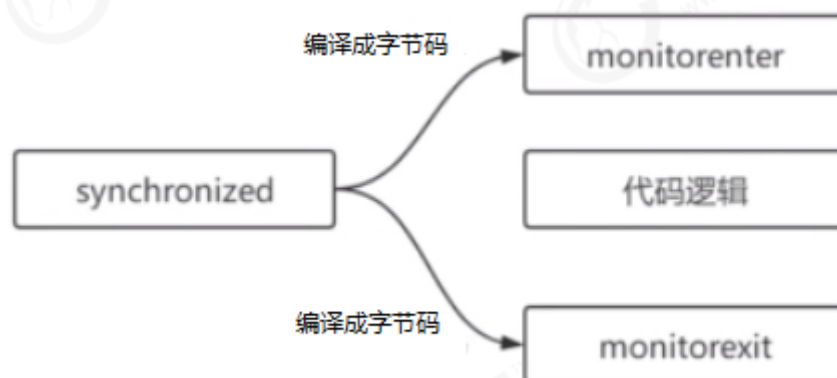 编译成字节码
monitorenter
synchronized
代码逻辑
编译成字节码
monitorexit